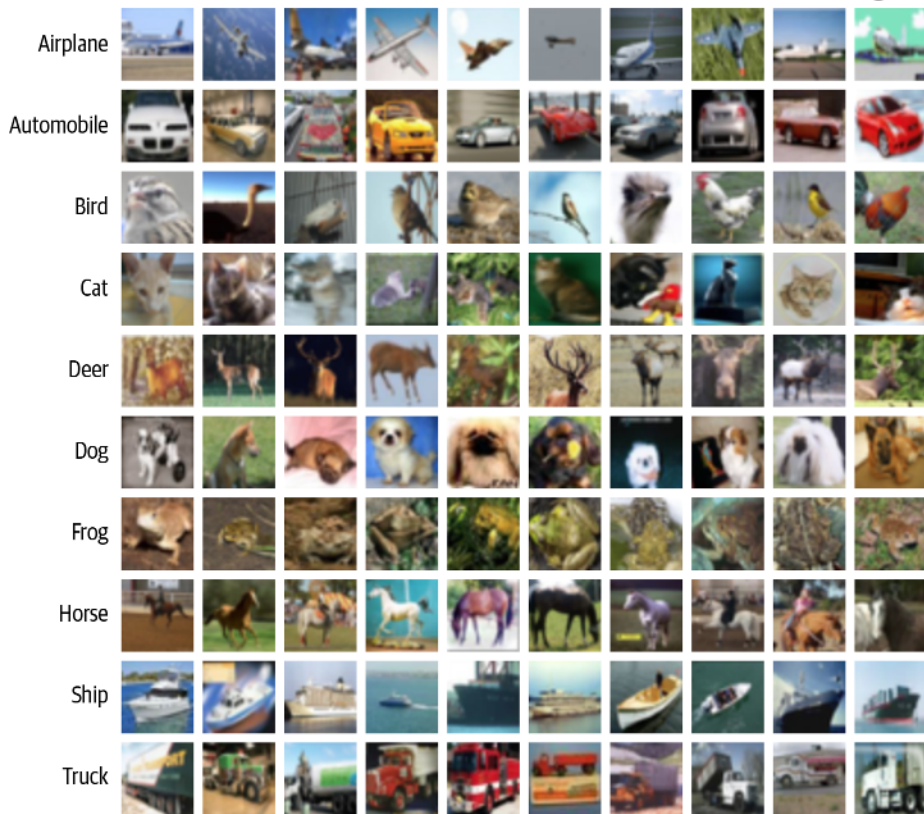 Airplane
Automobile
Bird
Cat
Deer
Dog
Frog
Horse
Ship
Truck